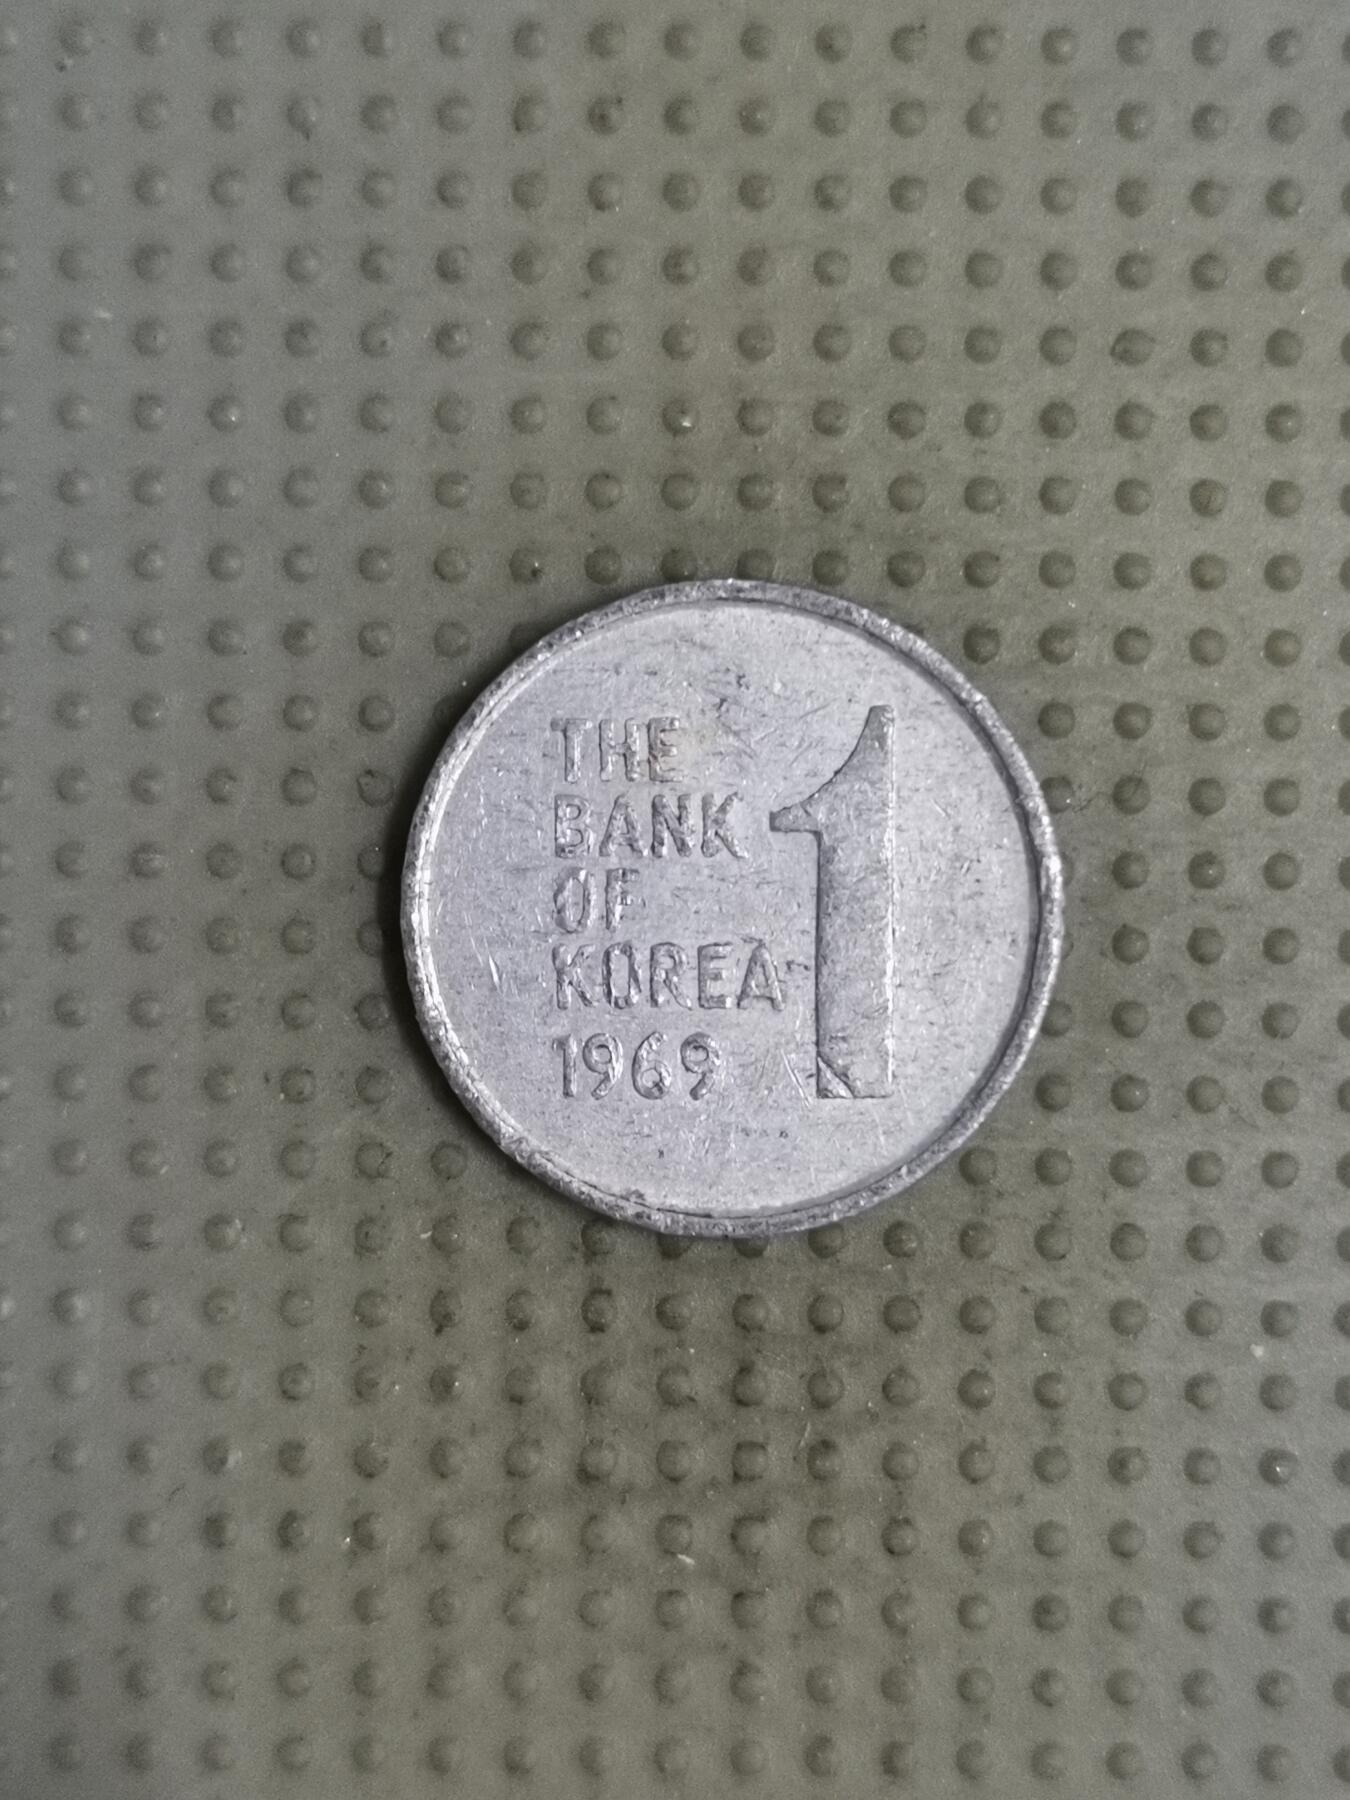 THE
BANK
OF
KOREA
1969
1